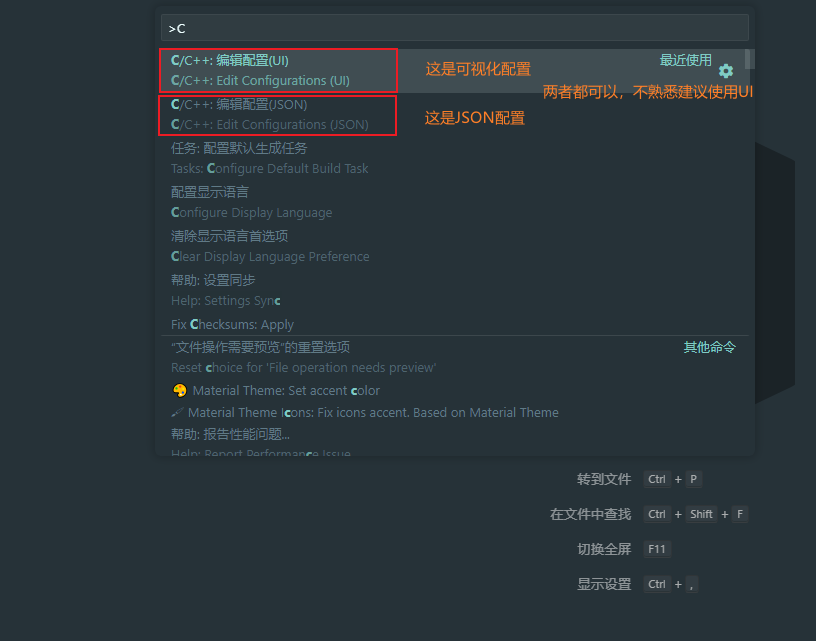 >C
C/C++: 编辑配置(UI)
最近使用
C/C++: Edit Configurations (UI)
这是可视化配置
两者都可以，不熟悉建议使用UI
C/C++: 编辑配置(JSON)
C/C++: Edit Configurations (JSON)
这是JSON配置
任务: 配置默认生成任务
Tasks: Configure Default Build Task
配置显示语言
Configure Display Language
清除显示语言首选项
Clear Display Language Preference
帮助: 设置同步
Help: Settings Sync
Fix Checksums: Apply
“文件操作需要预览”的重置选项
其他命令
Reset choice for 'File operation needs preview'
Material Theme: Set accent color
Material Theme Icons: Fix icons accent. Based on Material Theme
帮助: 报告性能问题...
Help: Report Performance Issue
转到文件 Ctrl + P
在文件中查找 Ctrl + Shift + F
切换全屏 F11
显示设置 Ctrl + ,